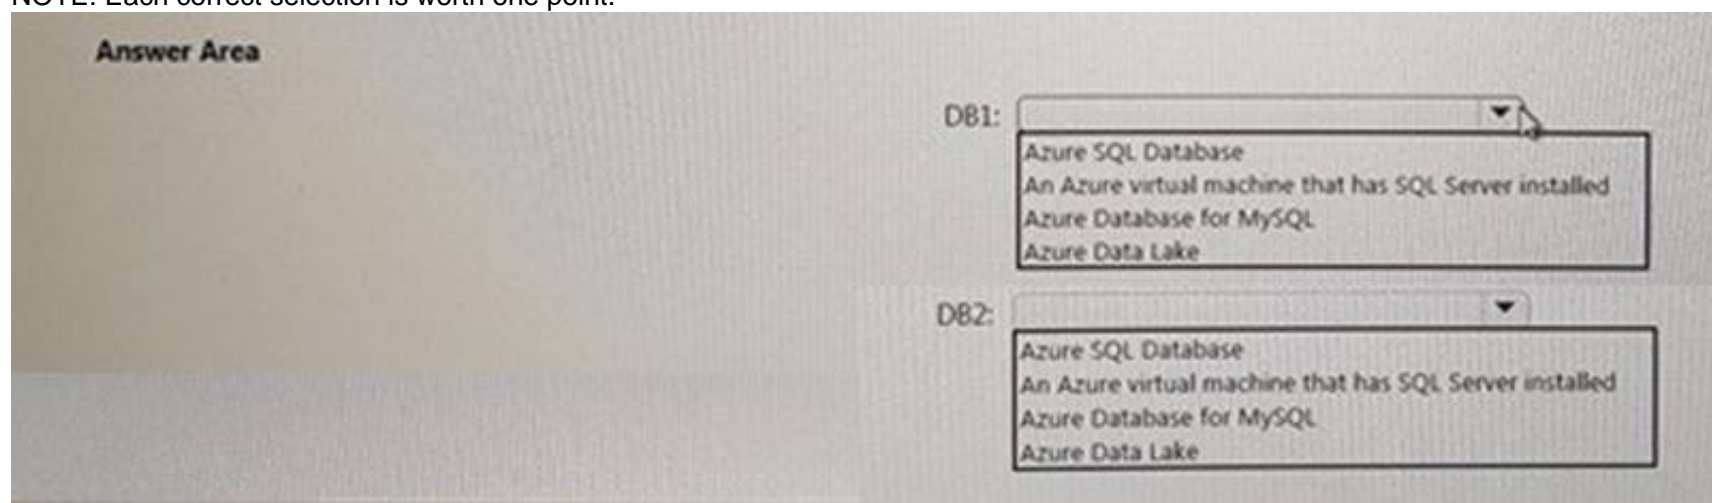 NOTE: Each correct selection is worth one point.
Answer Area
DB1:
Azure SQL Database
An Azure virtual machine that has SQL Server installed
Azure Database for MySQL
Azure Data Lake
DB2:
Azure SQL Database
An Azure virtual machine that has SQL Server installed
Azure Database for MySQL
Azure Data Lake